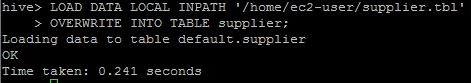 hive> LOAD DATA LOCAL INPATH '/home/ec2-user/supplier.tbl'
    > OVERWRITE INTO TABLE supplier;
Loading data to table default.supplier
OK
Time taken: 0.241 seconds